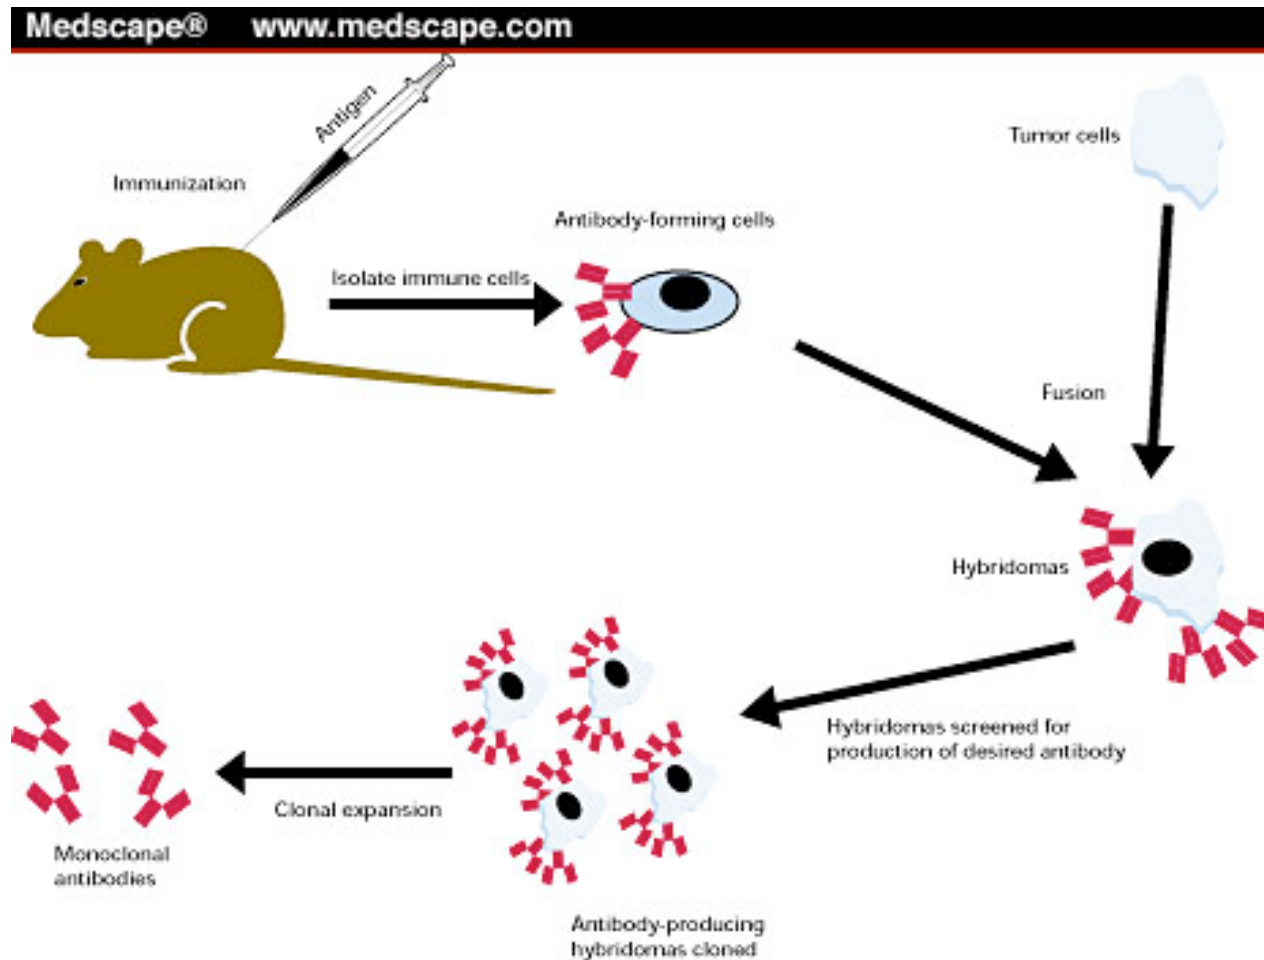 Medscape® www.medscape.com
Antigen
Tumor cells
Immunization
Antibody-forming cells
Isolate immune cells
Fusion
Hybridomas
Hybridomas screened for
production of desired antibody
Clonal expansion
Monoclonal
antibodies
Antibody-producing
hybridomas cloned